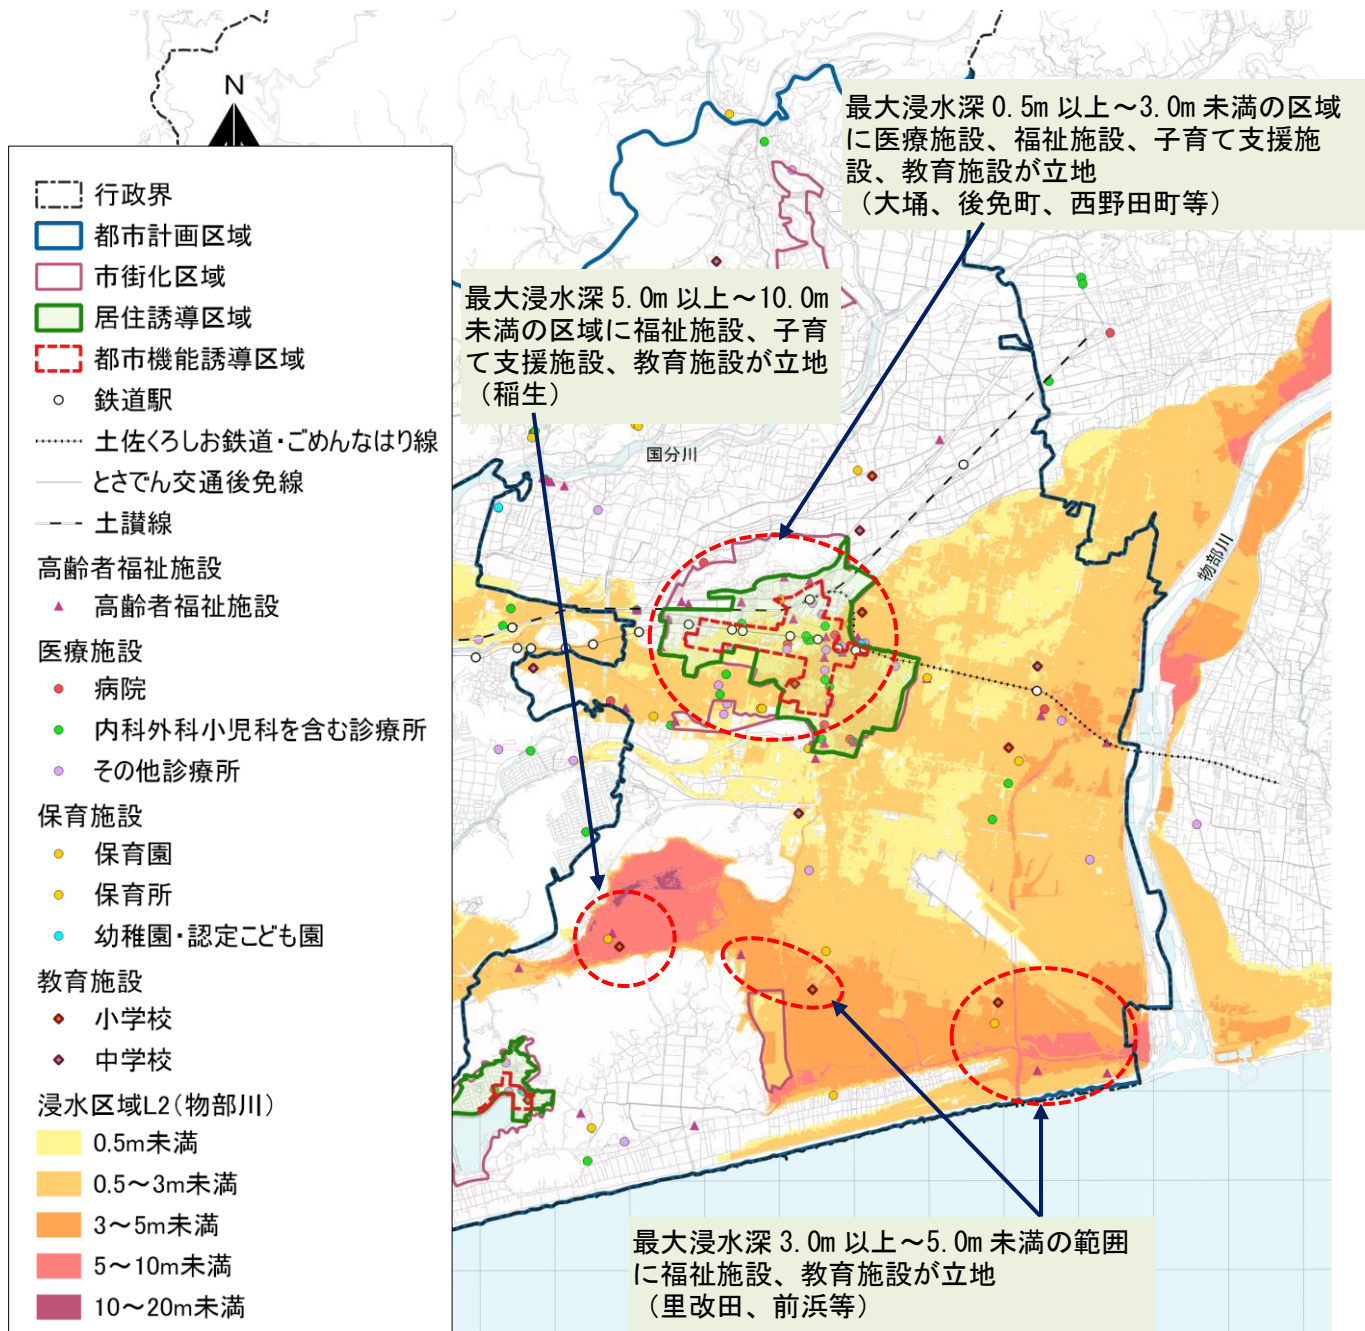 N
行政界
都市計画区域
市街化区域
居住誘導区域
都市機能誘導区域
鉄道駅
土佐くろしお鉄道・ごめんなはり線
とさでん交通後免線
土讃線
高齢者福祉施設
高齢者福祉施設
医療施設
病院
内科外科小児科を含む診療所
その他診療所
保育施設
保育園
保育所
幼稚園・認定こども園
教育施設
小学校
中学校
浸水区域L2(物部川)
0.5m未満
0.5～3m未満
3～5m未満
5～10m未満
10～20m未満
最大浸水深 0.5m 以上～3.0m 未満の区域
に医療施設、福祉施設、子育て支援施
設、教育施設が立地
（大埇、後免町、西野田町等）
最大浸水深 5.0m 以上～10.0m
未満の区域に福祉施設、子育
て支援施設、教育施設が立地
（稲生）
国分川
物部川
最大浸水深 3.0m 以上～5.0m 未満の範囲
に福祉施設、教育施設が立地
（里改田、前浜等）